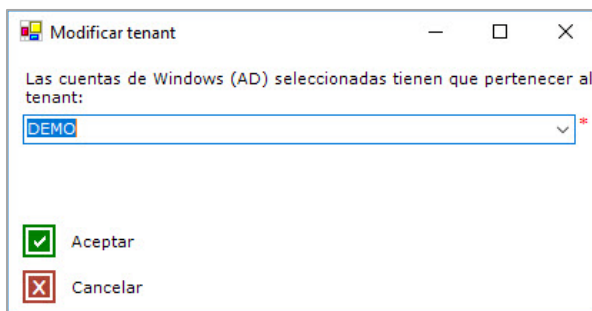 Modificar tenant
Las cuentas de Windows (AD) seleccionadas tienen que pertenecer al
tenant:
DEMO *
Aceptar
Cancelar